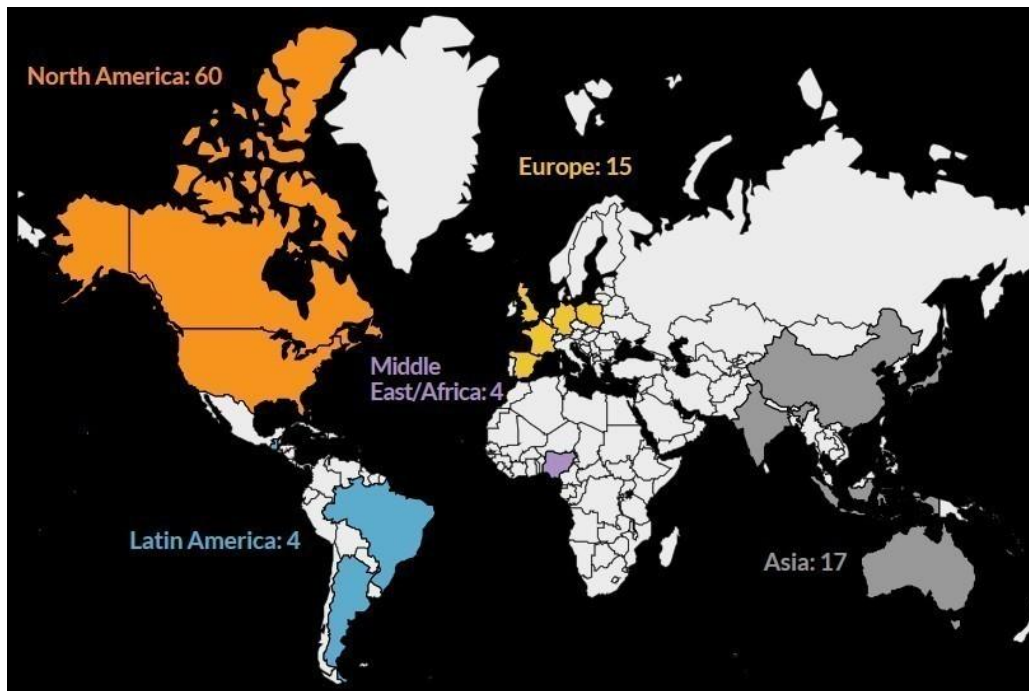 North America: 60
Europe: 15
Middle
East/Africa: 4
Latin America: 4
Asia: 17